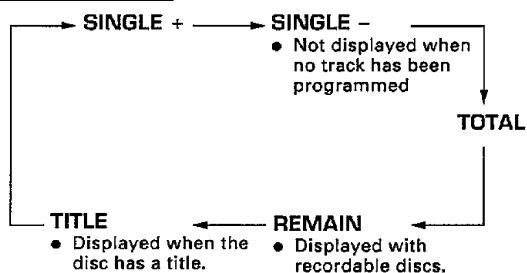 SINGLE + SINGLE –
● Not displayed when
no track has been
programmed
TOTAL
TITLE REMAIN
● Displayed when the
disc has a title.
● Displayed with
recordable discs.